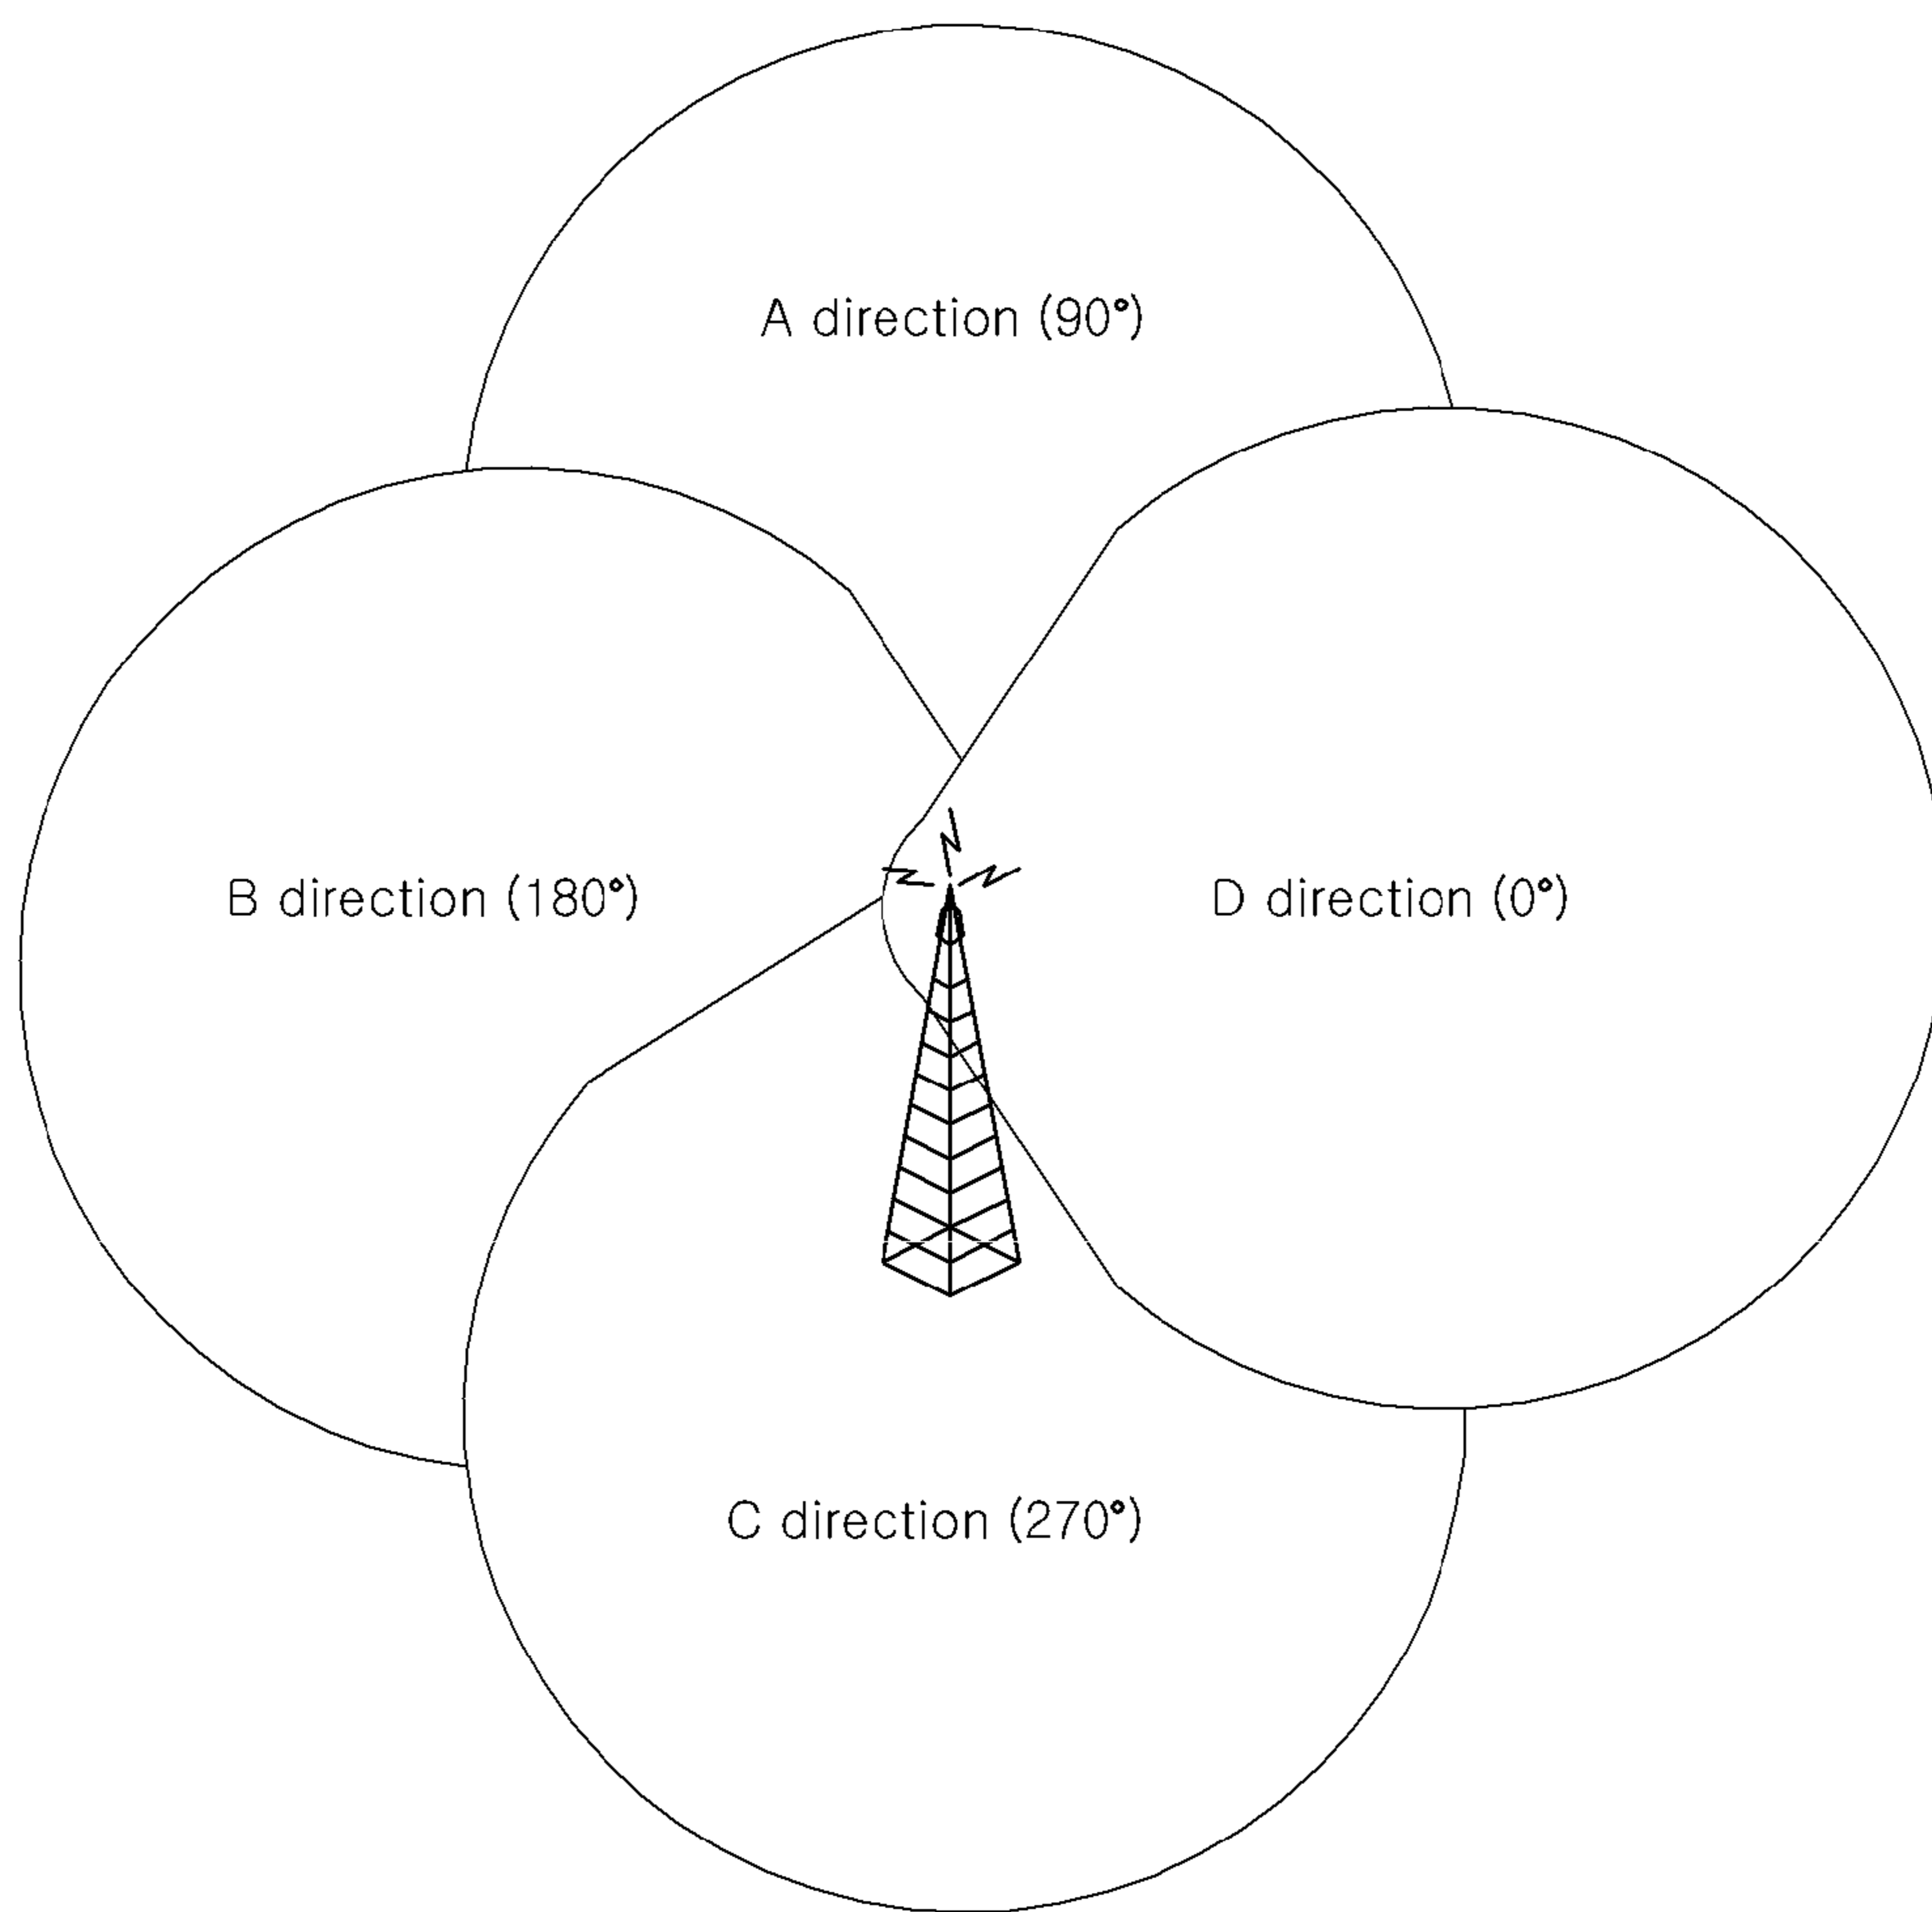 A direction (90°)
B direction (180°)
D direction (0°)
C direction (270°)